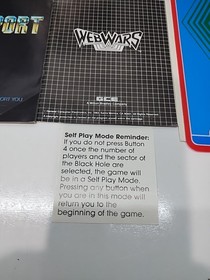 PORT
WEBWARS
GCE
Self Play Mode Reminder:
If you do not press Button
4 once the number of
players and the sector of
the Black Hole are
selected, the game will
be in a Self Play Mode.
Pressing any button when
you are in this mode will
return you to the
beginning of the game.